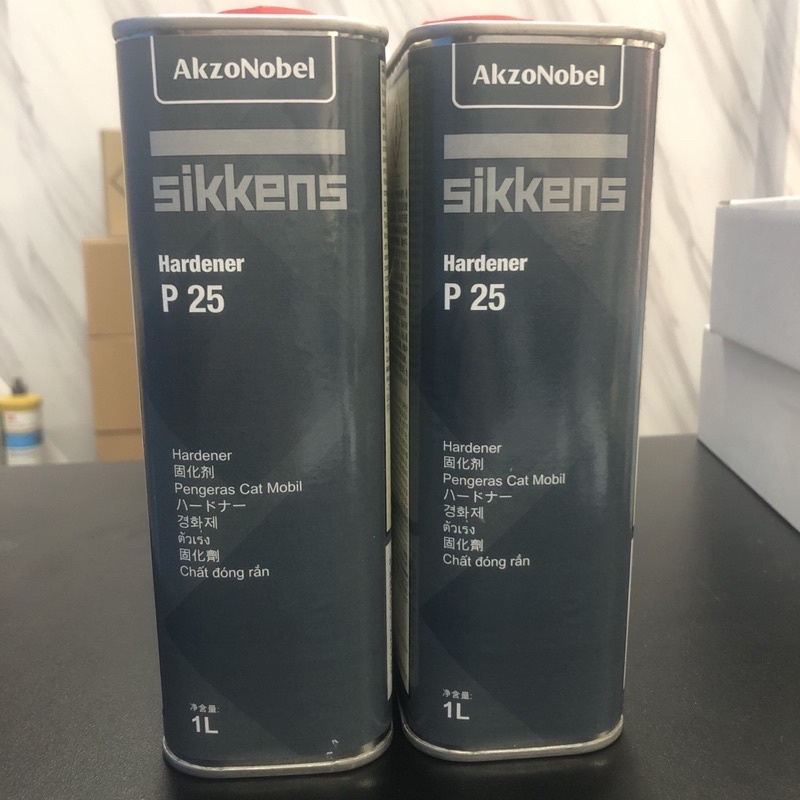 AkzoNobel
sikkens
Hardener
P 25
Hardener
固化剂
Pengeras Cat Mobil
ハードナー
경화제
ตัวเร่ง
固化劑
Chất đóng rắn
净含量:
1L
AkzoNobel
sikkens
Hardener
P 25
Hardener
固化剂
Pengeras Cat Mobil
ハードナー
경화제
ตัวเร่ง
固化劑
Chất đóng rắn
净含量:
1L